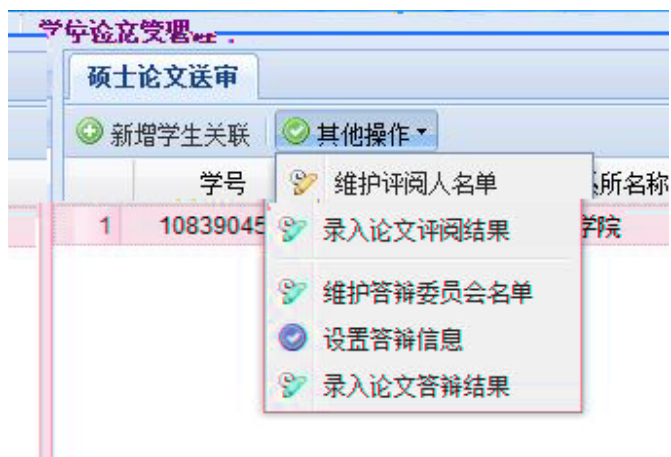 硕士论文送审
新增学生关联 其他操作
学号 所名称
维护评阅人名单
1 10839045 学院
录入论文评阅结果
维护答辩委员会名单
设置答辩信息
录入论文答辩结果